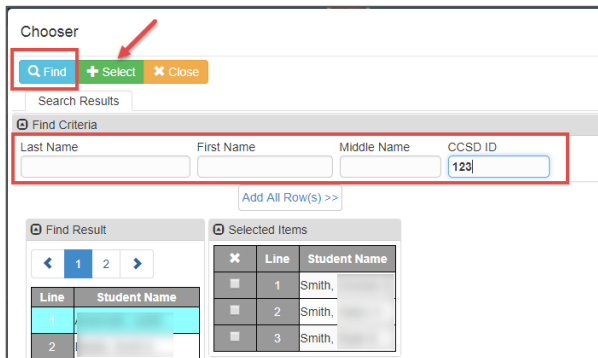 Chooser
Find Select Close
Search Results
Find Criteria
Last Name First Name Middle Name CCSD ID
123
Add All Row(s) >>
Find Result Selected Items
1 2
Line Student Name
1
2
Line Student Name
1 Smith,
2 Smith,
3 Smith,